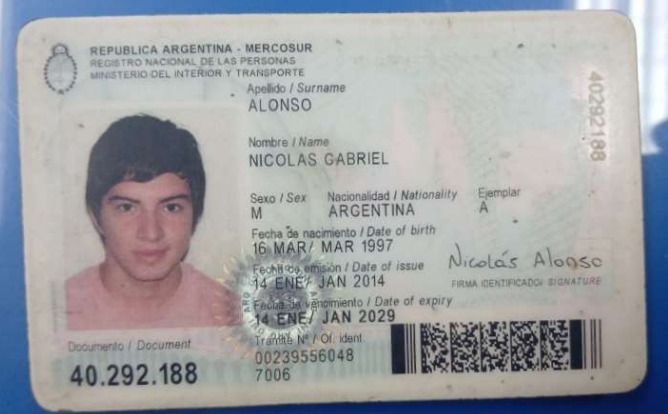 REPUBLICA ARGENTINA - MERCOSUR
REGISTRO NACIONAL DE LAS PERSONAS
MINISTERIO DEL INTERIOR Y TRANSPORTE
Apellido / Surname
ALONSO
Nombre / Name
NICOLAS GABRIEL
Sexo / Sex Nacionalidad / Nationality Ejemplar
M ARGENTINA A
Fecha de nacimiento / Date of birth
16 MAR/ MAR 1997
Fecha de emisión / Date of issue
14 ENE/ JAN 2014
Fecha de vencimiento / Date of expiry
14 ENE/ JAN 2029
Trámite Nº / Of. ident.
00239556048
7006
Nicolás Alonso
FIRMA IDENTIFICADO/ SIGNATURE
Documento / Document
40.292.188
40292188